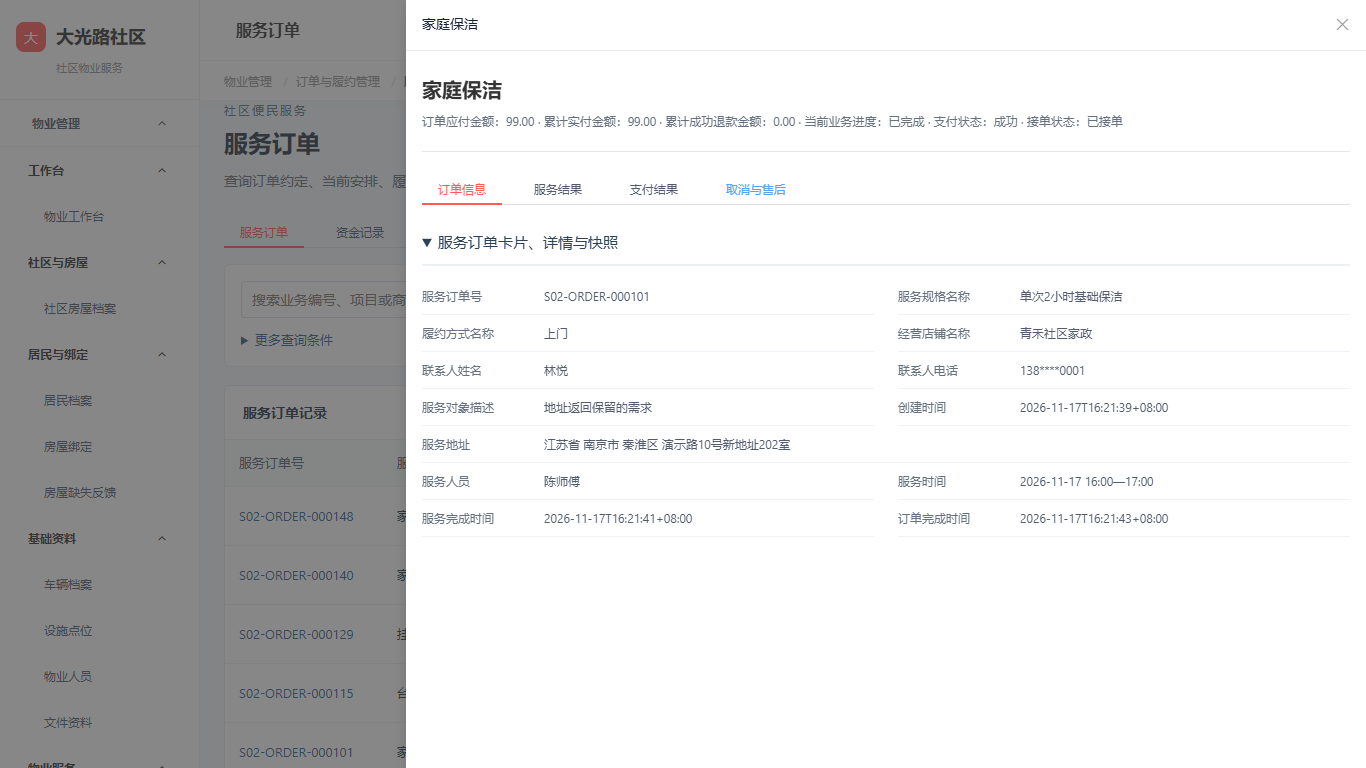 大 大光路社区
社区物业服务
物业管理
工作台
物业工作台
社区与房屋
社区房屋档案
居民与绑定
居民档案
房屋绑定
房屋缺失反馈
基础资料
车辆档案
设施点位
物业人员
文件资料
物业服务
服务订单
物业管理 / 订单与履约管理 /
社区便民服务
服务订单
查询订单约定、当前安排、履
服务订单 资金记录
搜索业务编号、项目或商
▶ 更多查询条件
服务订单记录
服务订单号 服
S02-ORDER-000148 家
S02-ORDER-000140 家
S02-ORDER-000129 挂
S02-ORDER-000115 台
S02-ORDER-000101 家
家庭保洁
家庭保洁
订单应付金额：99.00 · 累计实付金额：99.00 · 累计成功退款金额：0.00 · 当前业务进度：已完成 · 支付状态：成功 · 接单状态：已接单
订单信息 服务结果 支付结果 取消与售后
▼ 服务订单卡片、详情与快照
服务订单号 S02-ORDER-000101 服务规格名称 单次2小时基础保洁
履约方式名称 上门 经营店铺名称 青禾社区家政
联系人姓名 林悦 联系人电话 138****0001
服务对象描述 地址返回保留的需求 创建时间 2026-11-17T16:21:39+08:00
服务地址 江苏省 南京市 秦淮区 演示路10号新地址202室
服务人员 陈师傅 服务时间 2026-11-17 16:00—17:00
服务完成时间 2026-11-17T16:21:41+08:00 订单完成时间 2026-11-17T16:21:43+08:00